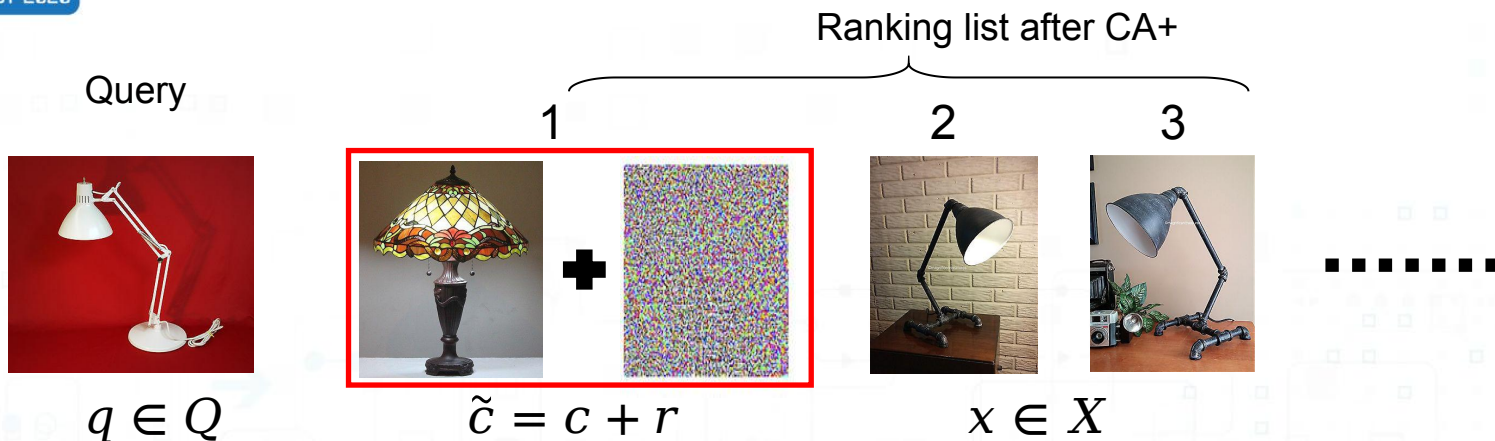 Ranking list after CA+
Query
1 2 3
q ∈ Q
c̃ = c + r
x ∈ X